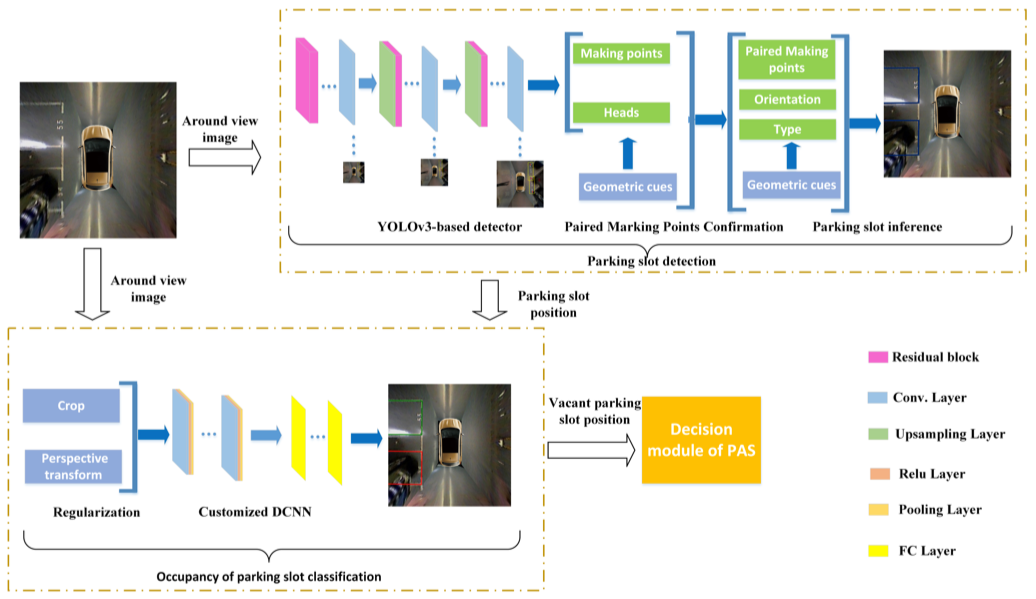 Around view
image
Making points
Heads
Geometric cues
Paired Making
points
Orientation
Type
Geometric cues
YOLOv3-based detector
Paired Marking Points Confirmation
Parking slot inference
Parking slot detection
Around view
image
Parking slot
position
Crop
Perspective
transform
Regularization
Customized DCNN
Occupancy of parking slot classification
Vacant parking
slot position
Decision
module of PAS
Residual block
Conv. Layer
Upsampling Layer
Relu Layer
Pooling Layer
FC Layer